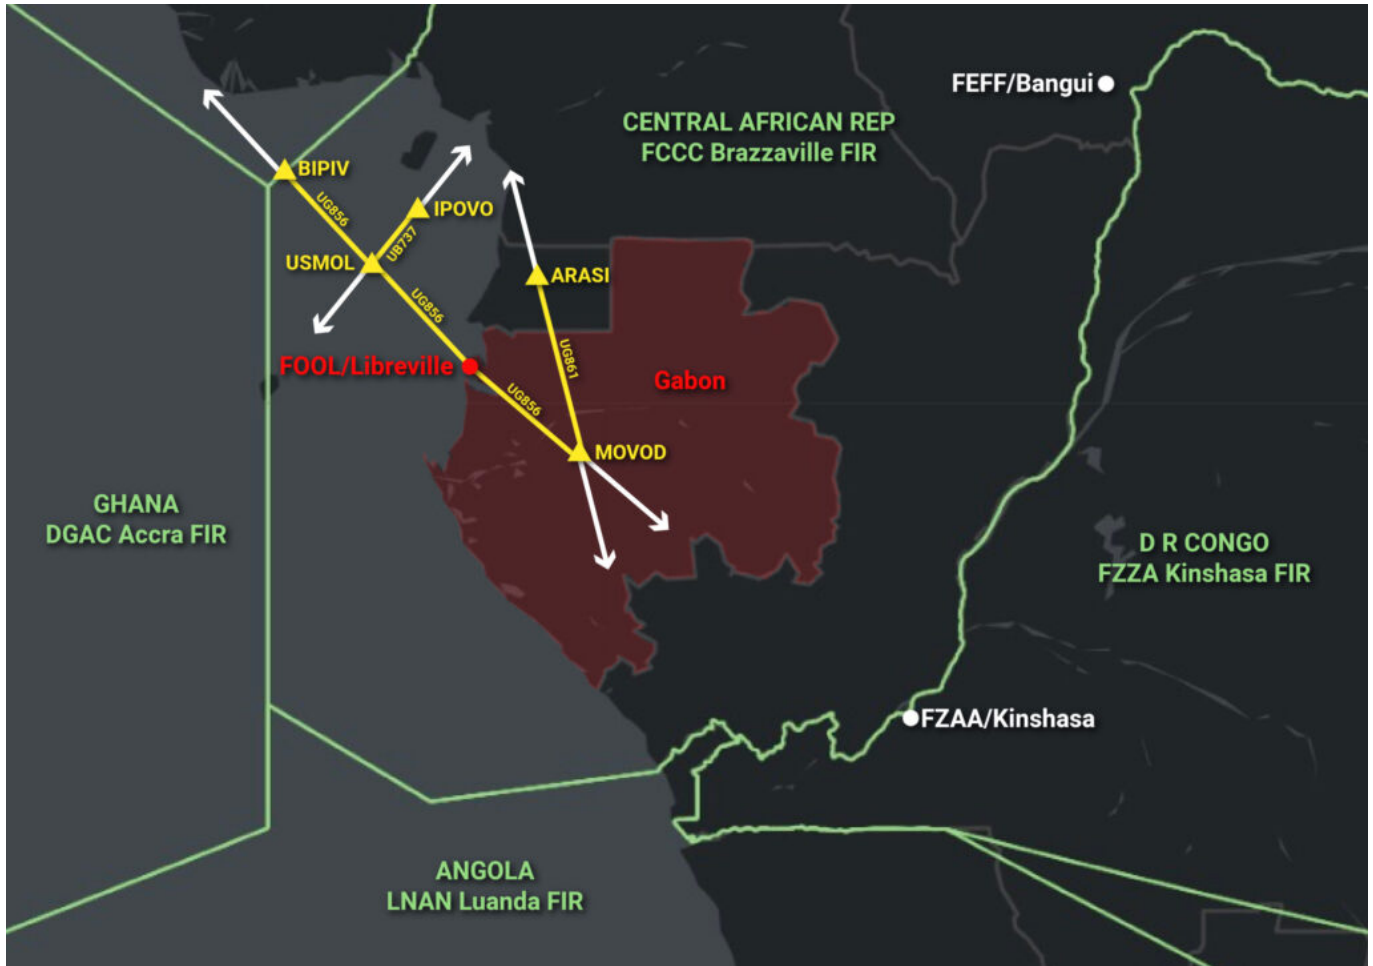 FEFF/Bangui
CENTRAL AFRICAN REP
FCCC Brazzaville FIR
BIPIV
UG856
IPOVO
UB737
USMOL
ARASI
UG856
UG861
FOOL/Libreville
Gabon
UG856
MOVOD
GHANA
DGAC Accra FIR
D R CONGO
FZZA Kinshasa FIR
FZAA/Kinshasa
ANGOLA
LNAN Luanda FIR